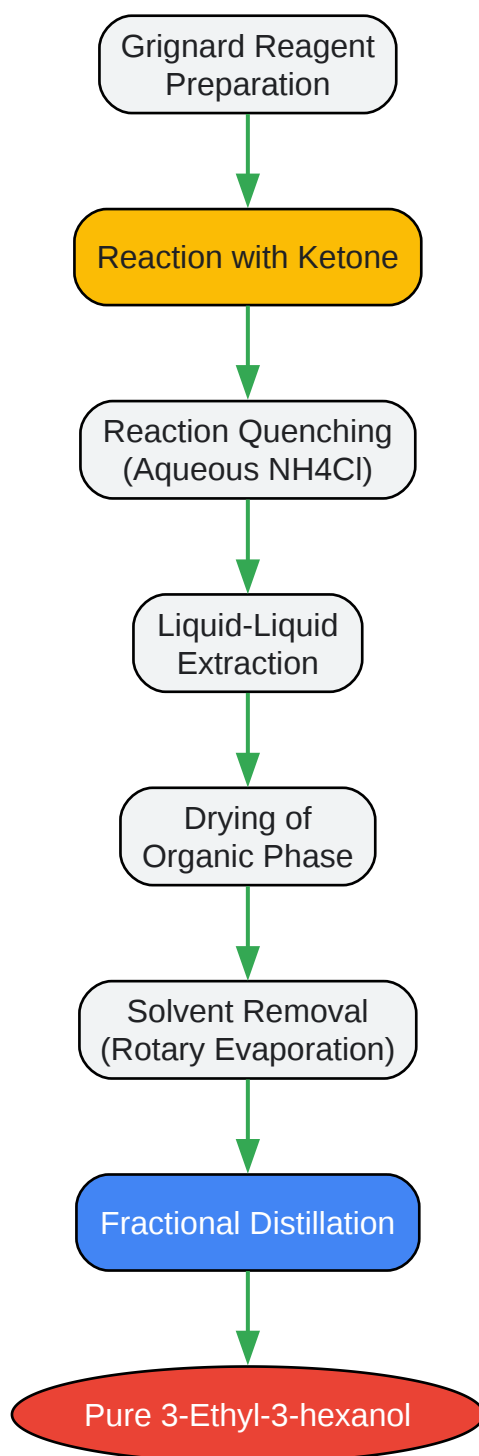 Grignard Reagent
Preparation
Reaction with Ketone
Reaction Quenching
(Aqueous NH4Cl)
Liquid-Liquid
Extraction
Drying of
Organic Phase
Solvent Removal
(Rotary Evaporation)
Fractional Distillation
Pure 3-Ethyl-3-hexanol